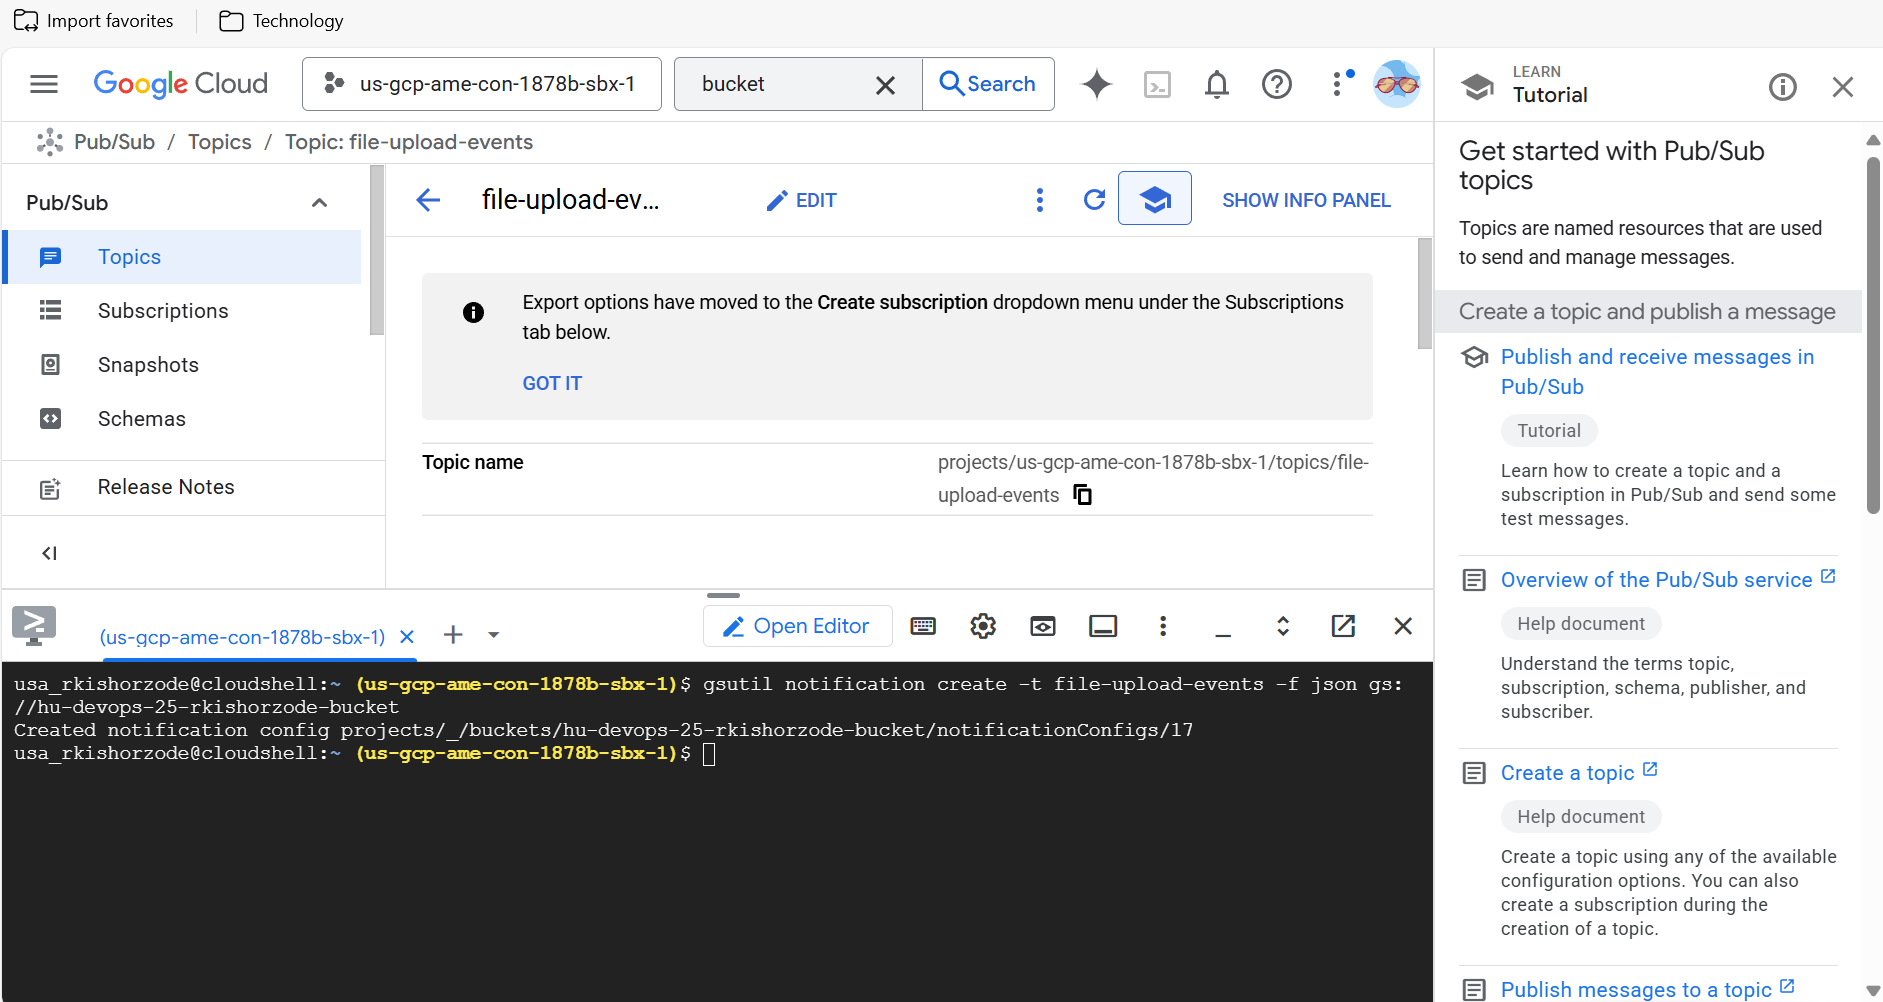 Import favorites
Technology
Google Cloud
us-gcp-ame-con-1878b-sbx-1
bucket
Search
Pub/Sub / Topics / Topic: file-upload-events
Pub/Sub
Topics
Subscriptions
Snapshots
Schemas
Release Notes
file-upload-ev...
EDIT
SHOW INFO PANEL
Export options have moved to the Create subscription dropdown menu under the Subscriptions
tab below.
GOT IT
Topic name
projects/us-gcp-ame-con-1878b-sbx-1/topics/file-
upload-events
(us-gcp-ame-con-1878b-sbx-1)
Open Editor
usa_rkishorzode@cloudshell:~ (us-gcp-ame-con-1878b-sbx-1)$ gsutil notification create -t file-upload-events -f json gs:
//hu-devops-25-rkishorzode-bucket
Created notification config projects/_/buckets/hu-devops-25-rkishorzode-bucket/notificationConfigs/17
usa_rkishorzode@cloudshell:~ (us-gcp-ame-con-1878b-sbx-1)$
LEARN
Tutorial
Get started with Pub/Sub
topics
Topics are named resources that are used
to send and manage messages.
Create a topic and publish a message
Publish and receive messages in
Pub/Sub
Tutorial
Learn how to create a topic and a
subscription in Pub/Sub and send some
test messages.
Overview of the Pub/Sub service
Help document
Understand the terms topic,
subscription, schema, publisher, and
subscriber.
Create a topic
Help document
Create a topic using any of the available
configuration options. You can also
create a subscription during the
creation of a topic.
Publish messages to a topic